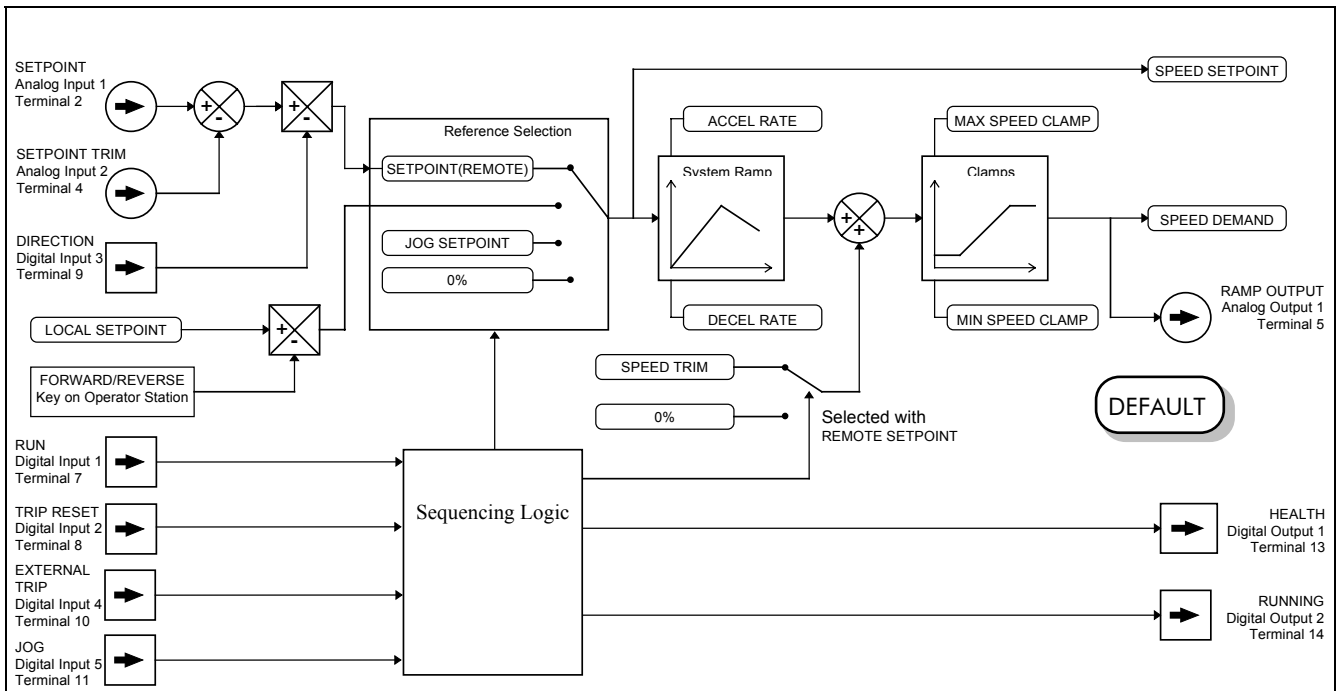 SETPOINT
Analog Input 1
Terminal 2
SETPOINT TRIM
Analog Input 2
Terminal 4
DIRECTION
Digital Input 3
Terminal 9
LOCAL SETPOINT
FORWARD/REVERSE
Key on Operator Station
+
-
+
-
+
-
Reference Selection
SETPOINT(REMOTE)
JOG SETPOINT
0%
ACCEL RATE
System Ramp
DECEL RATE
+
+
MAX SPEED CLAMP
Clamps
MIN SPEED CLAMP
SPEED SETPOINT
SPEED DEMAND
RAMP OUTPUT
Analog Output 1
Terminal 5
SPEED TRIM
0%
Selected with
REMOTE SETPOINT
DEFAULT
RUN
Digital Input 1
Terminal 7
TRIP RESET
Digital Input 2
Terminal 8
EXTERNAL
TRIP
Digital Input 4
Terminal 10
JOG
Digital Input 5
Terminal 11
Sequencing Logic
HEALTH
Digital Output 1
Terminal 13
RUNNING
Digital Output 2
Terminal 14